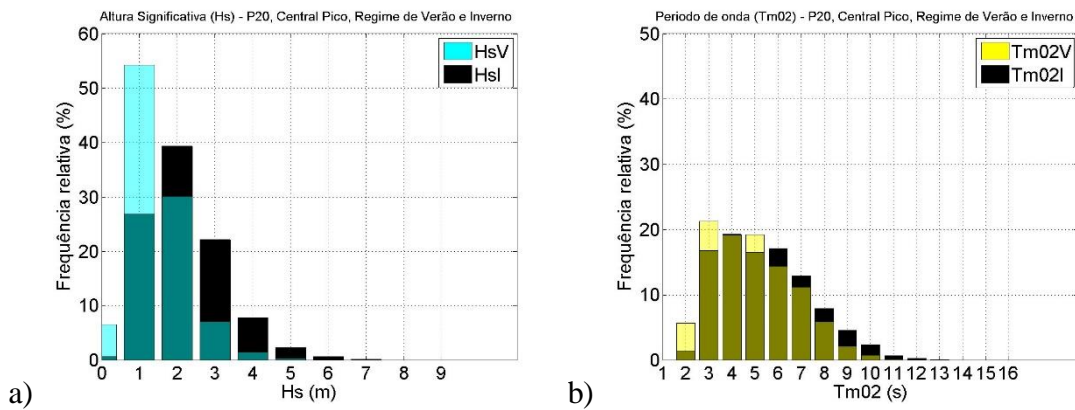 Altura Significativa (Hs) - P20, Central Pico, Regime de Verão e Inverno
60
50
40
30
20
10
0
Frequência relativa (%)
HsV
HsI
0 1 2 3 4 5 6 7 8 9
Hs (m)
a)
Periodo de onda (Tm02) - P20, Central Pico, Regime de Verão e Inverno
50
40
30
20
10
0
Frequência relativa (%)
Tm02V
Tm02I
1 2 3 4 5 6 7 8 9 10 11 12 13 14 15 16
Tm02 (s)
b)